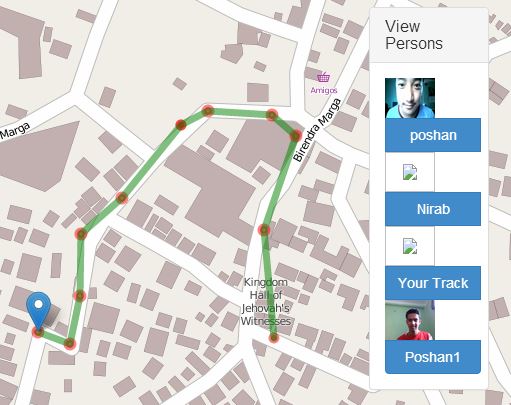 Marga
Amigos
Birendra Marga
Kingdom
Hall of
Jehovah's
Witnesses
View
Persons
poshan
Nirab
Your Track
Poshan1